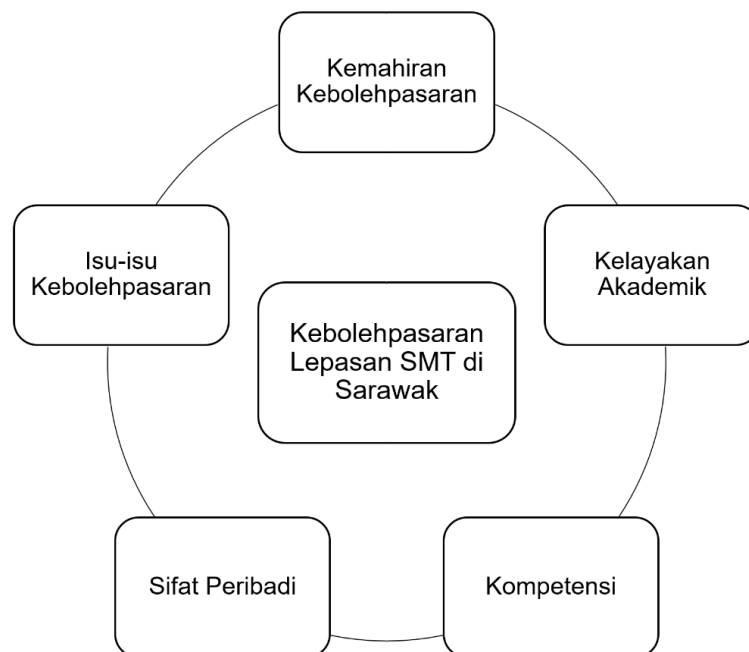 Kemahiran
Kebolehpasaran
Isu-isu
Kebolehpasaran
Kelayakan
Akademik
Kebolehpasaran
Lepasan SMT di
Sarawak
Sifat Peribadi
Kompetensi